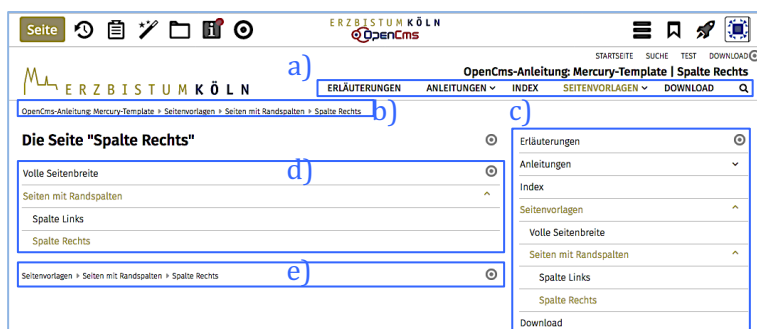 Seite
ERZBISTUM KÖLN
OpenCms
STARTSEITE SUCHE TEST DOWNLOAD
OpenCms-Anleitung: Mercury-Template | Spalte Rechts
a)
ERZBISTUM KÖLN
ERLÄUTERUNGEN ANLEITUNGEN INDEX SEITENVORLAGEN DOWNLOAD
OpenCms-Anleitung: Mercury-Template Seitenvorlagen Seiten mit Randspalten Spalte Rechts
b)
c)
Die Seite "Spalte Rechts"
d)
Volle Seitenbreite
Seiten mit Randspalten
Spalte Links
Spalte Rechts
e)
Seitenvorlagen Seiten mit Randspalten Spalte Rechts
Erläuterungen
Anleitungen
Index
Seitenvorlagen
Volle Seitenbreite
Seiten mit Randspalten
Spalte Links
Spalte Rechts
Download